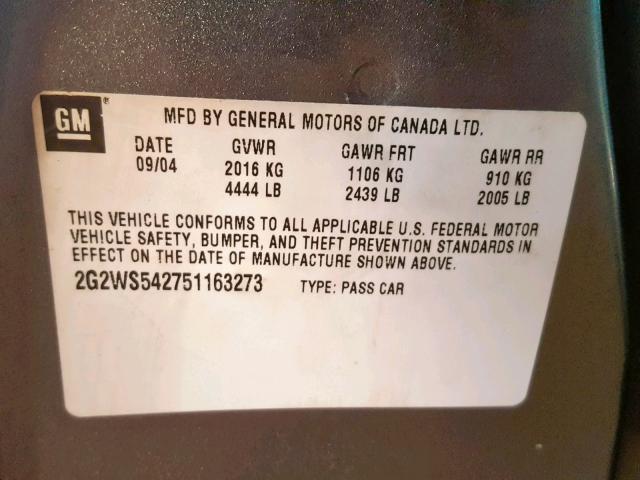 GM
MFD BY GENERAL MOTORS OF CANADA LTD.
DATE GVWR GAWR FRT GAWR RR
09/04 2016 KG 1106 KG 910 KG
4444 LB 2439 LB 2005 LB
THIS VEHICLE CONFORMS TO ALL APPLICABLE U.S. FEDERAL MOTOR
VEHICLE SAFETY, BUMPER, AND THEFT PREVENTION STANDARDS IN
EFFECT ON THE DATE OF MANUFACTURE SHOWN ABOVE.
2G2WS542751163273 TYPE: PASS CAR